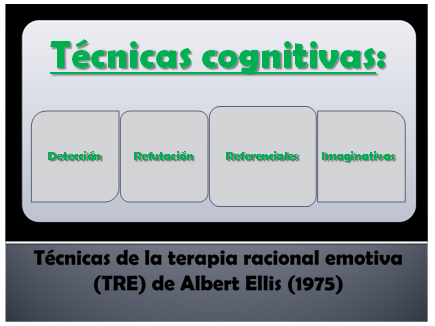 Técnicas cognitivas:
Detección
Refutación
Referenciales
Imaginativas
Técnicas de la terapia racional emotiva
(TRE) de Albert Ellis (1975)